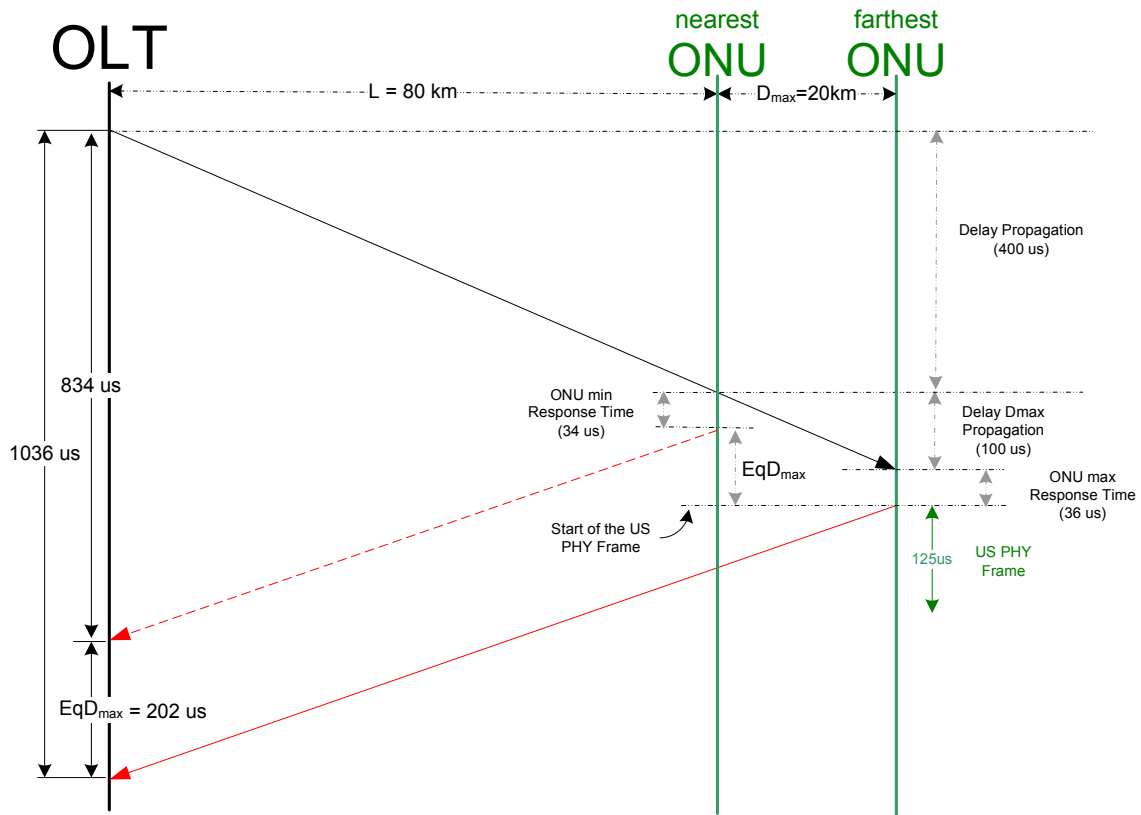 OLT
nearest
ONU
farthest
ONU
L = 80 km
Dmax=20km
Delay Propagation
(400 us)
834 us
1036 us
ONU min
Response Time
(34 us)
Delay Dmax
Propagation
(100 us)
EqDmax
ONU max
Response Time
(36 us)
Start of the US
PHY Frame
125us
US PHY
Frame
EqDmax = 202 us